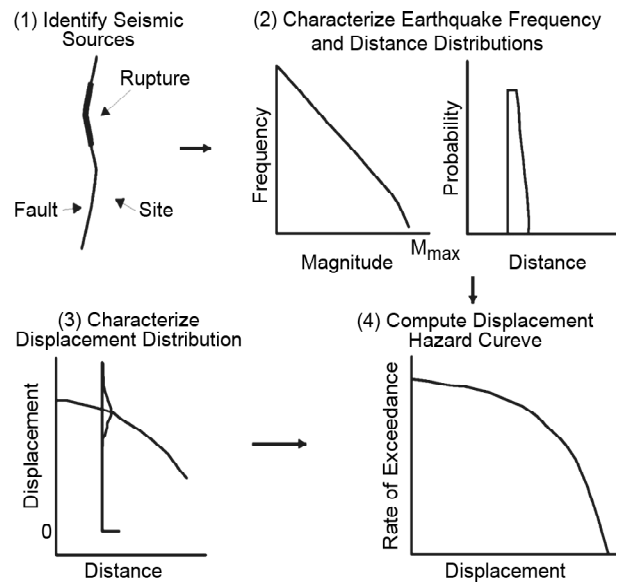 (1) Identify Seismic
Sources
Rupture
Fault
Site
(2) Characterize Earthquake Frequency
and Distance Distributions
Frequency
Magnitude
M_max
Probability
Distance
(3) Characterize
Displacement Distribution
Displacement
0
Distance
(4) Compute Displacement
Hazard Cureve
Rate of Exceedance
Displacement